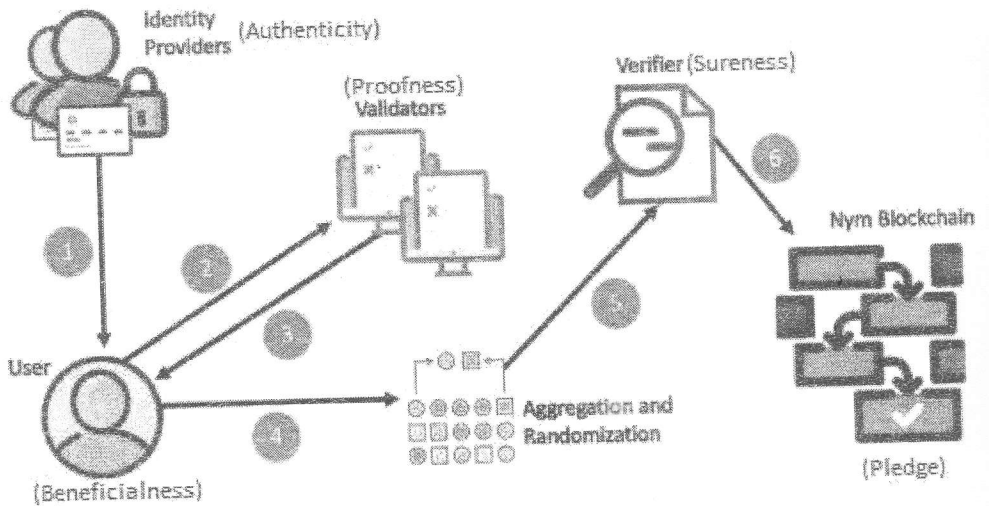 Identity
Providers (Authenticity)
(Proofness)
Validators
Verifier (Sureness)
1
2
3
4
5
6
Nym Blockchain
User
Aggregation and
Randomization
(Beneficialness)
(Pledge)